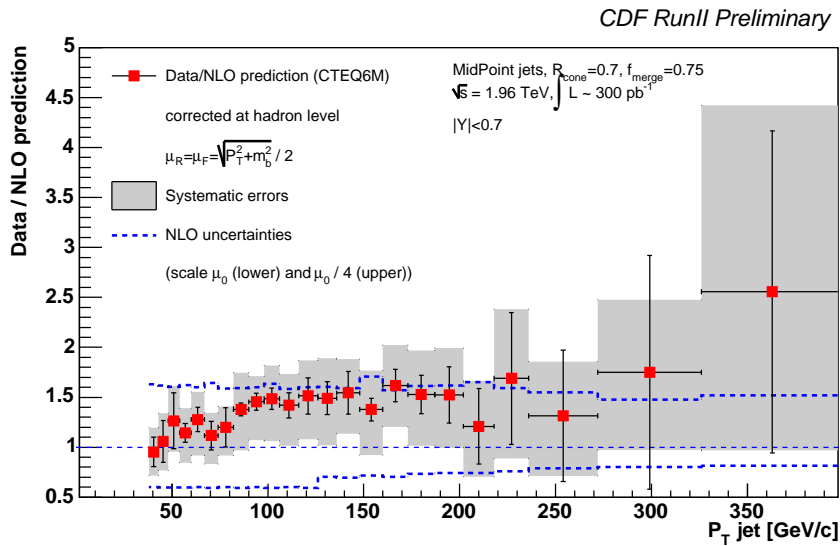 CDF RunII Preliminary
Data / NLO prediction
5
4.5
4
3.5
3
2.5
2
1.5
1
0.5
Data/NLO prediction (CTEQ6M)
corrected at hadron level
μR=μF=√P_T²+m_b² / 2
Systematic errors
NLO uncertainties
(scale μ0 (lower) and μ0 / 4 (upper))
MidPoint jets, Rcone=0.7, fmerge=0.75
√s = 1.96 TeV, ∫ L ~ 300 pb⁻¹
|Y|<0.7
50 100 150 200 250 300 350
P_T jet [GeV/c]